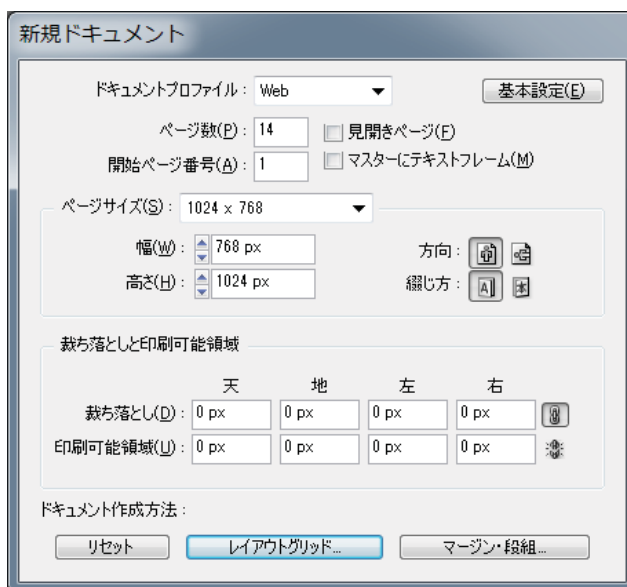 新規ドキュメント
ドキュメントプロファイル： Web 基本設定(E)
ページ数(P)： 14 見開きページ(F)
開始ページ番号(A)： 1 マスターにテキストフレーム(M)
ページサイズ(S)： 1024 x 768
幅(W)： 768 px 方向：
高さ(H)： 1024 px 綴じ方：
裁ち落としと印刷可能領域
天 地 左 右
裁ち落とし(D)： 0 px 0 px 0 px 0 px
印刷可能領域(U)： 0 px 0 px 0 px 0 px
ドキュメント作成方法：
リセット レイアウトグリッド... マージン・段組...